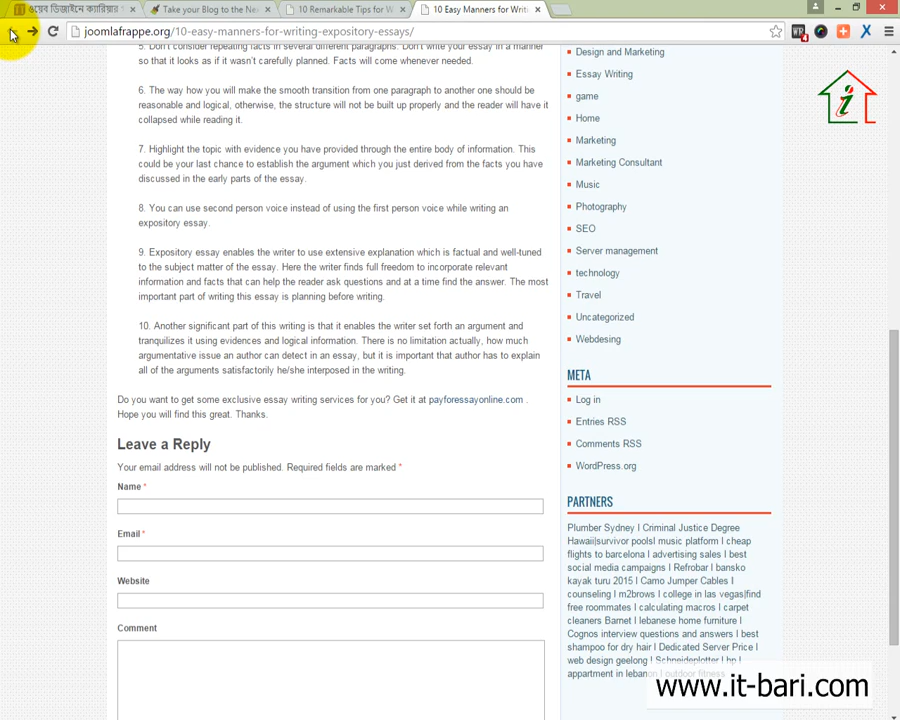 ওয়েব ডিজাইনে ক্যারিয়ার
Take your Blog to the Ne
10 Remarkable Tips for W
10 Easy Manners for Writi
joomlafrappe.org/10-easy-manners-for-writing-expository-essays/
5. Don't consider repeating facts in several different paragraphs. Don't write your essay in a manner
so that it looks as if it wasn't carefully planned. Facts will come whenever needed.
6. The way how you will make the smooth transition from one paragraph to another one should be
reasonable and logical, otherwise, the structure will not be built up properly and the reader will have it
collapsed while reading it.
7. Highlight the topic with evidence you have provided through the entire body of information. This
could be your last chance to establish the argument which you just derived from the facts you have
discussed in the early parts of the essay.
8. You can use second person voice instead of using the first person voice while writing an
expository essay.
9. Expository essay enables the writer to use extensive explanation which is factual and well-tuned
to the subject matter of the essay. Here the writer finds full freedom to incorporate relevant
information and facts that can help the reader ask questions and at a time find the answer. The most
important part of writing this essay is planning before writing.
10. Another significant part of this writing is that it enables the writer set forth an argument and
tranquilizes it using evidences and logical information. There is no limitation actually, how much
argumentative issue an author can detect in an essay, but it is important that author has to explain
all of the arguments satisfactorily he/she interposed in the writing.
Do you want to get some exclusive essay writing services for you? Get it at payforessayonline.com .
Hope you will find this great. Thanks.
Leave a Reply
Your email address will not be published. Required fields are marked *
Name *
Email *
Website
Comment
Design and Marketing
Essay Writing
game
Home
Marketing
Marketing Consultant
Music
Photography
SEO
Server management
technology
Travel
Uncategorized
Webdesing
META
Log in
Entries RSS
Comments RSS
WordPress.org
PARTNERS
Plumber Sydney I Criminal Justice Degree
Hawaii|survivor poolsI music platform I cheap
flights to barcelona I advertising sales I best
social media campaigns I Refrobar I bansko
kayak turu 2015 I Camo Jumper Cables I
counseling I m2brows I college in las vegas|find
free roommates I calculating macros I carpet
cleaners Barnet I lebanese home furniture I
Cognos interview questions and answers I best
shampoo for dry hair I Dedicated Server Price I
web design geelong I Schneideplotter I hp I
appartment in lebanon I outdoor fitness
www.it-bari.com